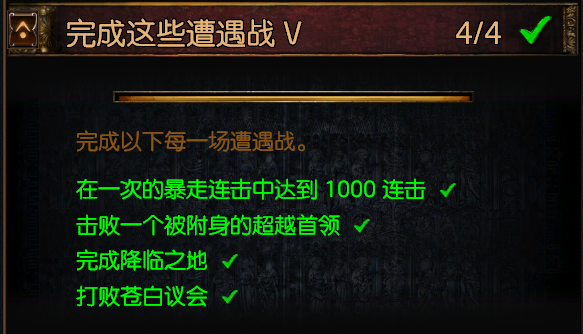 完成这些遭遇战 V 4/4
完成以下每一场遭遇战。
在一次的暴走连击中达到 1000 连击
击败一个被附身的超越首领
完成降临之地
打败苍白议会